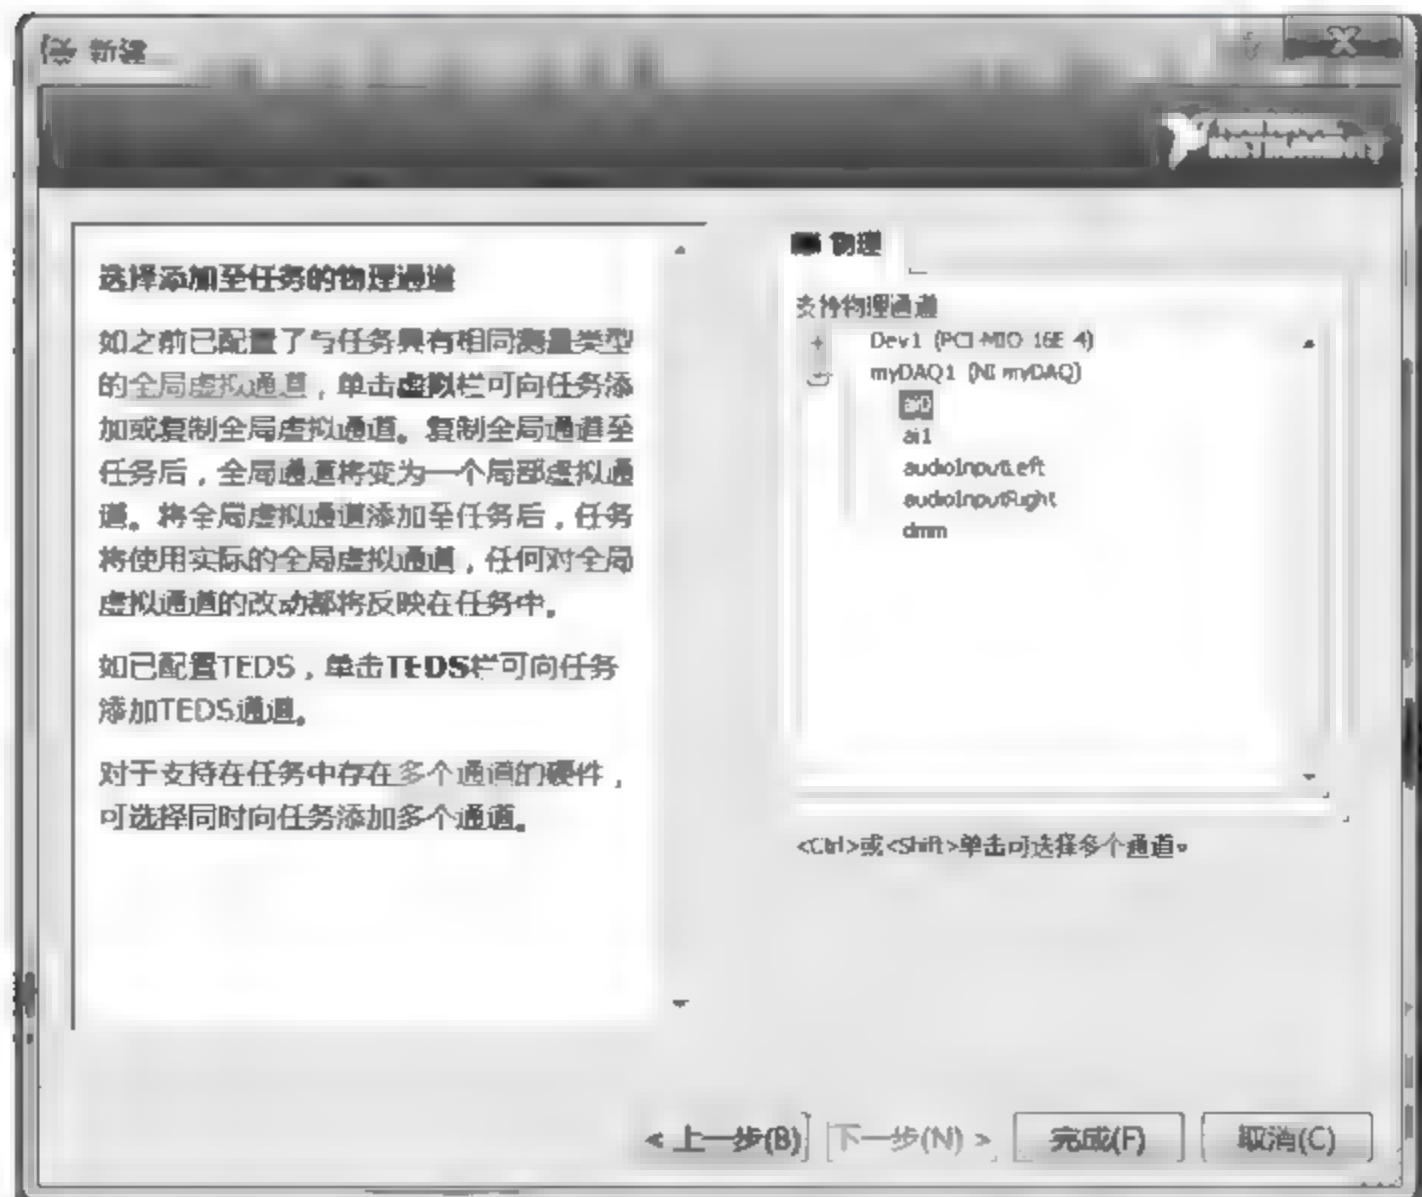 新建
INSTRUMENTS
选择添加至任务的物理通道
如之前已配置了与任务具有相同测量类型
的全局虚拟通道，单击虚拟栏可向任务添
加或复制全局虚拟通道。复制全局通道至
任务后，全局通道将变为一个局部虚拟通
道。将全局虚拟通道添加至任务后，任务
将使用实际的全局虚拟通道，任何对全局
虚拟通道的改动都将反映在任务中。
如已配置TEDS，单击TEDS栏可向任务
添加TEDS通道。
对于支持在任务中存在多个通道的硬件，
可选择同时向任务添加多个通道。
物理
支持物理通道
Dev1 (PCI-MIO-16E-4)
myDAQ1 (NI myDAQ)
ai0
ai1
audioInputLeft
audioInputRight
dmm
<Ctrl>或<Shift>单击可选择多个通道。
< 上一步(B)
下一步(N) >
完成(F)
取消(C)